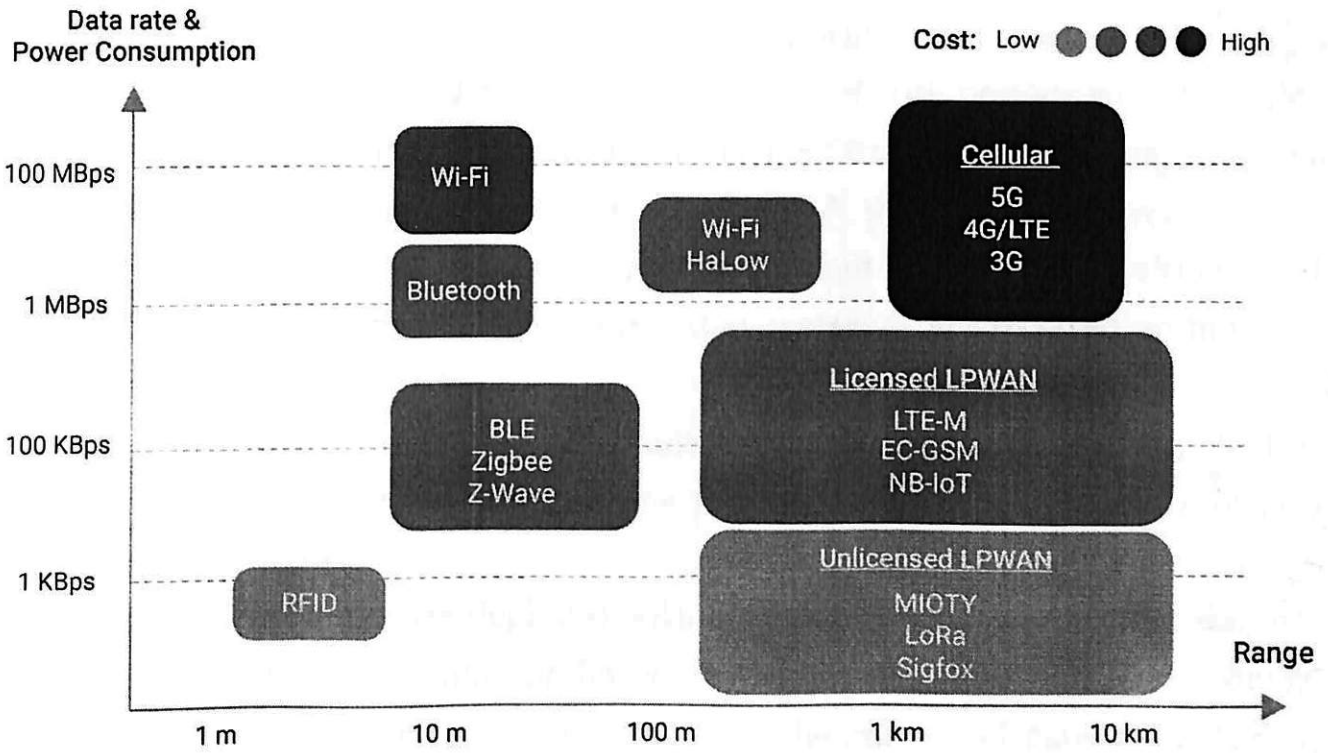 Data rate &
Power Consumption
Cost: Low High
100 MBps
Wi-Fi
Cellular
5G
4G/LTE
3G
Wi-Fi
HaLow
Bluetooth
1 MBps
Licensed LPWAN
LTE-M
EC-GSM
NB-IoT
BLE
Zigbee
Z-Wave
100 KBps
Unlicensed LPWAN
MIOTY
LoRa
Sigfox
1 KBps
RFID
Range
1 m 10 m 100 m 1 km 10 km